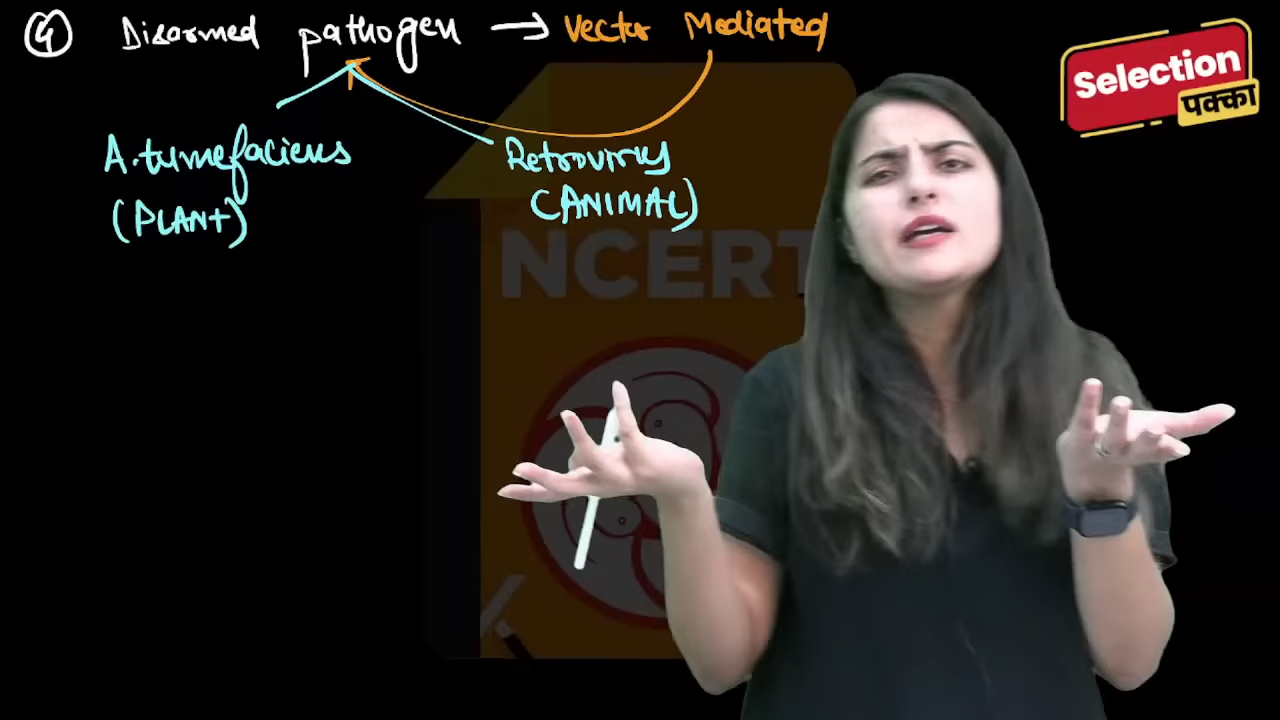 4 Disarmed pathogen → Vector Mediated
A. tumefaciens
(PLANT)
Retrovirus
(ANIMAL)
NCERT
Selection
पक्का